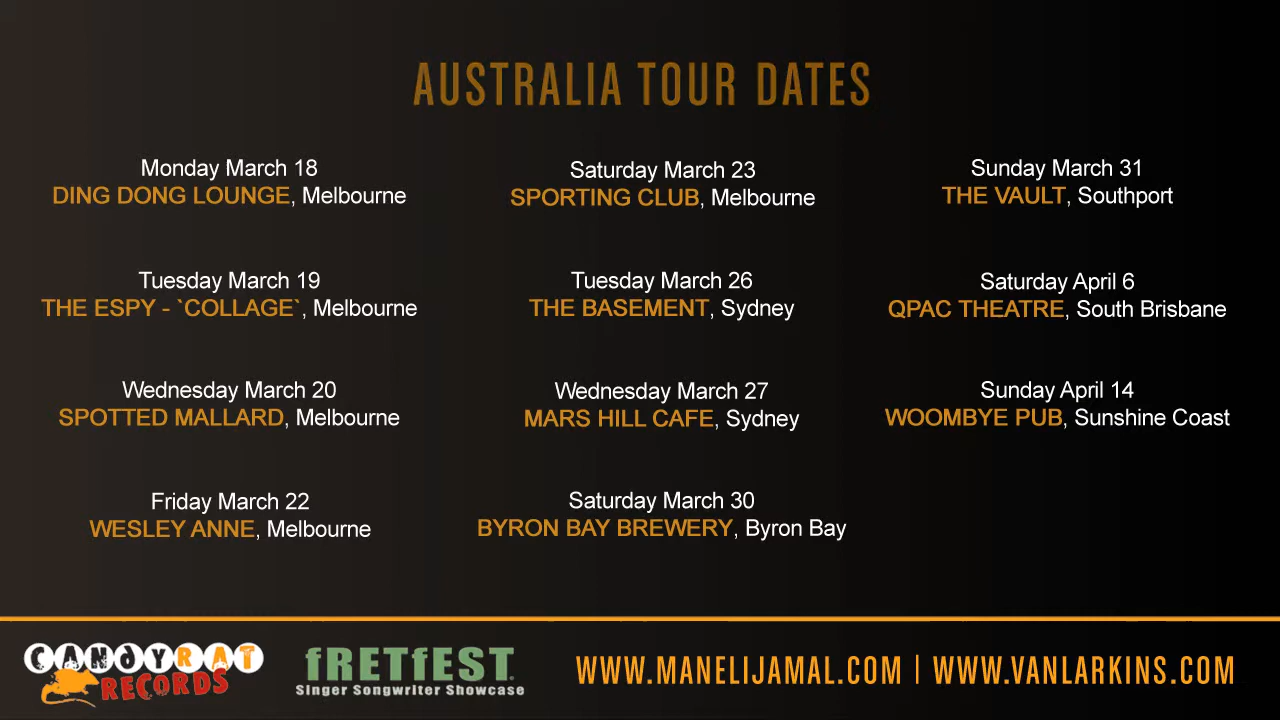 AUSTRALIA TOUR DATES
Monday March 18
DING DONG LOUNGE, Melbourne
Tuesday March 19
THE ESPY - `COLLAGE`, Melbourne
Wednesday March 20
SPOTTED MALLARD, Melbourne
Friday March 22
WESLEY ANNE, Melbourne
Saturday March 23
SPORTING CLUB, Melbourne
Tuesday March 26
THE BASEMENT, Sydney
Wednesday March 27
MARS HILL CAFE, Sydney
Saturday March 30
BYRON BAY BREWERY, Byron Bay
Sunday March 31
THE VAULT, Southport
Saturday April 6
QPAC THEATRE, South Brisbane
Sunday April 14
WOOMBYE PUB, Sunshine Coast
CANDYRAT
RECORDS
fRETfEST
Singer Songwriter Showcase
WWW.MANELIJAMAL.COM | WWW.VANLARKINS.COM